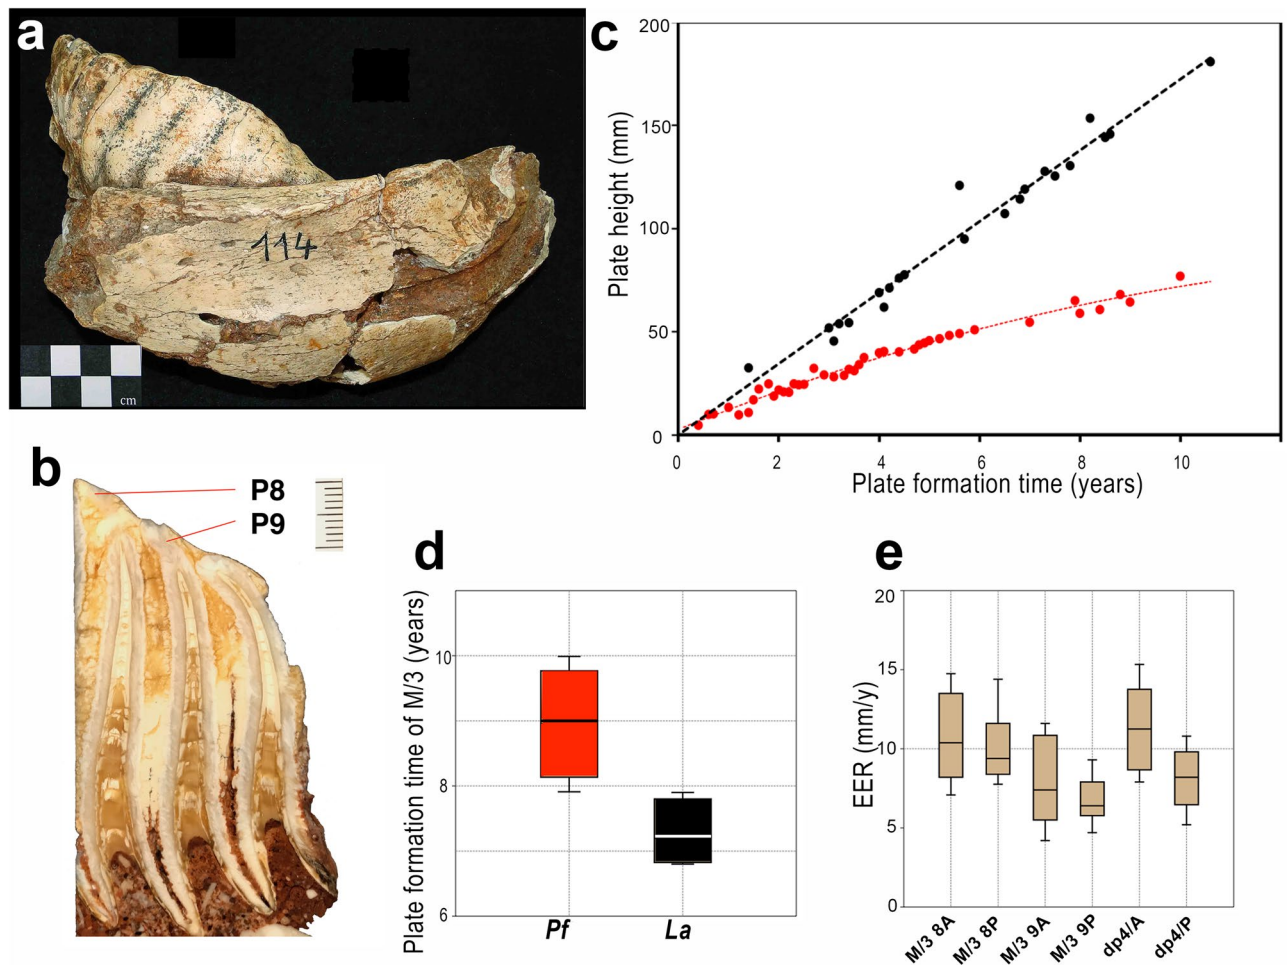 a
114
cm
b
P8
P9
c
Plate height (mm)
200
150
100
50
0
0 2 4 6 8 10
Plate formation time (years)
d
Plate formation time of M/3 (years)
10
8
6
Pf La
e
EER (mm/y)
20
15
10
5
0
M/3 8A M/3 8P M/3 9A M/3 9P dp4/A dp4/P